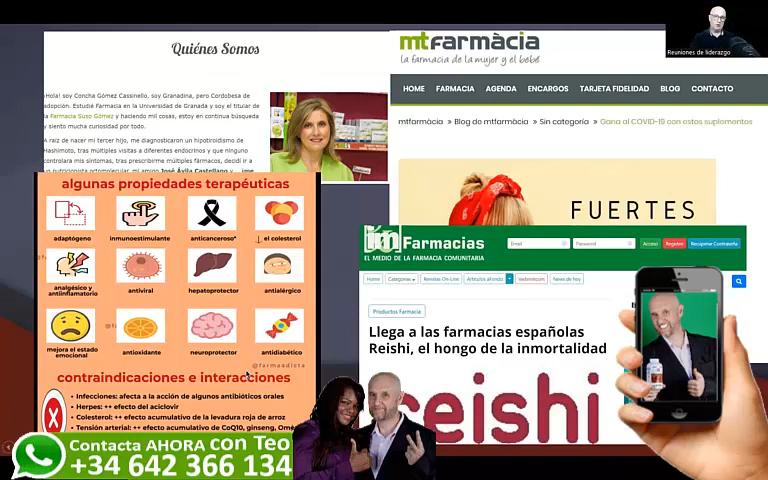 Quiénes Somos
¡Hola! soy Concha Gómez Cassinello, soy Granadina, pero Cordobesa de
adopción. Estudié Farmacia en la Universidad de Granada y soy el titular de
la Farmacia Suso Gómez y haciendo mil cosas, estoy en continua búsqueda
y siento mucha curiosidad por todo.
A raíz de nacer mi tercer hijo, me diagnosticaron un hipotiroidismo de
Hashimoto, tras múltiples visitas a diferentes endocrinos y que ninguno
controlara mis síntomas, tras prescribirme múltiples fármacos, decidí ir a
un nutricionista ortomolecular, mi amigo José Ávila Castellano y
mtfarmàcia
la farmacia de la mujer y el bebé
HOME FARMACIA AGENDA ENCARGOS TARJETA FIDELIDAD BLOG CONTACTO
mtfarmàcia » Blog de mtfarmàcia » Sin categoría » Gana al COVID-19 con estos suplementos
FUERTES
Reuniones de liderazgo
algunas propiedades terapéuticas
adaptógeno
inmunoestimulante
anticanceroso*
↓ el colesterol
analgésico y
antiinflamatorio
antiviral
hepatoprotector
antialérgico
mejora el estado
emocional
antioxidante
neuroprotector
antidiabético
@farmaadicta
contraindicaciones e interacciones
• Infecciones: afecta a la acción de algunos antibióticos orales
• Herpes: ++ efecto del aciclovir
• Colesterol: ++ efecto acumulativo de la levadura roja de arroz
• Tensión arterial: ++ efecto acumulativo de CoQ10, ginseng,
imFarmacias
EL MEDIO DE LA FARMACIA COMUNITARIA
Email Password Acceso Registro Recuperar Contraseña
Home Categorías Revistas On-Line Artículos al fondo Vademécum News de hoy
Productos Farmacia
Llega a las farmacias españolas
Reishi, el hongo de la inmortalidad
reishi
Contacta AHORA con Teo
+34 642 366 134